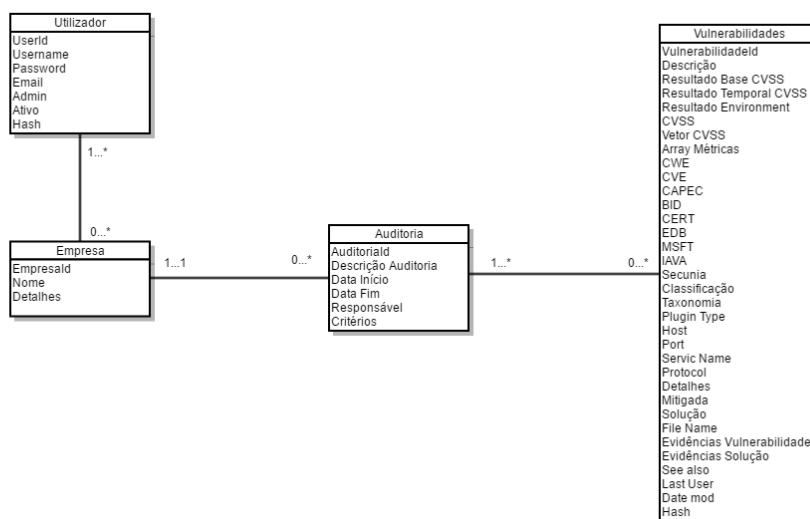 Utilizador
UserId
Username
Password
Email
Admin
Ativo
Hash
1...*
0...*
Empresa
EmpresaId
Nome
Detalhes
1...1
0...*
Auditoria
AuditoriaId
Descrição Auditoria
Data Início
Data Fim
Responsável
Critérios
1...*
0...*
Vulnerabilidades
VulnerabilidadeId
Descrição
Resultado Base CVSS
Resultado Temporal CVSS
Resultado Environment
CVSS
Vetor CVSS
Array Métricas
CWE
CVE
CAPEC
BID
CERT
EDB
MSFT
IAVA
Secunia
Classificação
Taxonomia
Plugin Type
Host
Port
Servic Name
Protocol
Detalhes
Mitigada
Solução
File Name
Evidências Vulnerabilidade
Evidências Solução
See also
Last User
Date mod
Hash